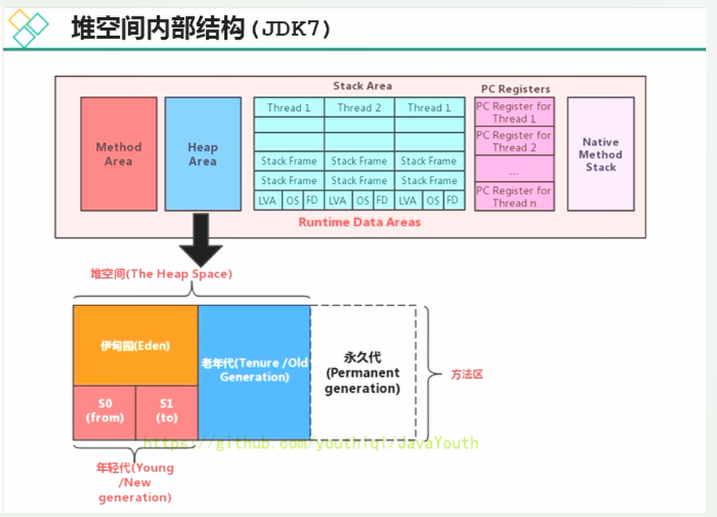 堆空间内部结构(JDK7)
Stack Area
PC Registers
Method
Area
Heap
Area
Thread 1
Thread 2
Thread 1
Stack Frame
Stack Frame
Stack Frame
Stack Frame
Stack Frame
Stack Frame
LVA
OS
FD
LVA
OS
FD
LVA
OS
FD
PC Register for
Thread 1
PC Register for
Thread 2
...
PC Register for
Thread n
Native
Method
Stack
Runtime Data Areas
堆空间(The Heap Space)
伊甸园(Eden)
S0
(from)
S1
(to)
老年代(Tenure /Old
Generation)
永久代
(Permanent
generation)
方法区
https://github.com/youthlql/JavaYouth
年轻代(Young
/New
generation)